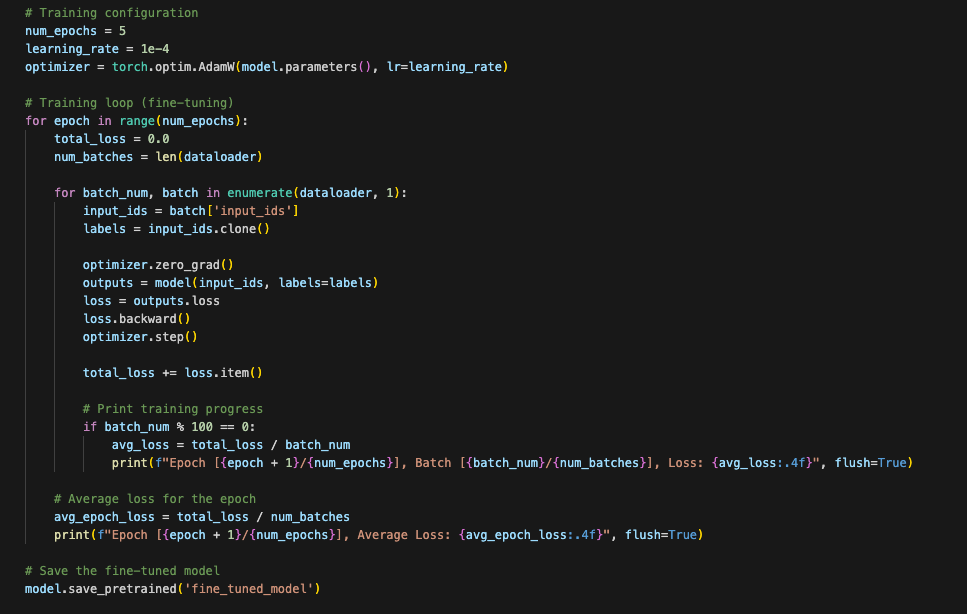 # Training configuration
num_epochs = 5
learning_rate = 1e-4
optimizer = torch.optim.AdamW(model.parameters(), lr=learning_rate)

# Training loop (fine-tuning)
for epoch in range(num_epochs):
    total_loss = 0.0
    num_batches = len(dataloader)

    for batch_num, batch in enumerate(dataloader, 1):
        input_ids = batch['input_ids']
        labels = input_ids.clone()

        optimizer.zero_grad()
        outputs = model(input_ids, labels=labels)
        loss = outputs.loss
        loss.backward()
        optimizer.step()

        total_loss += loss.item()

        # Print training progress
        if batch_num % 100 == 0:
            avg_loss = total_loss / batch_num
            print(f"Epoch [{epoch + 1}/{num_epochs}], Batch [{batch_num}/{num_batches}], Loss: {avg_loss:.4f}", flush=True)

    # Average loss for the epoch
    avg_epoch_loss = total_loss / num_batches
    print(f"Epoch [{epoch + 1}/{num_epochs}], Average Loss: {avg_epoch_loss:.4f}", flush=True)

# Save the fine-tuned model
model.save_pretrained('fine_tuned_model')